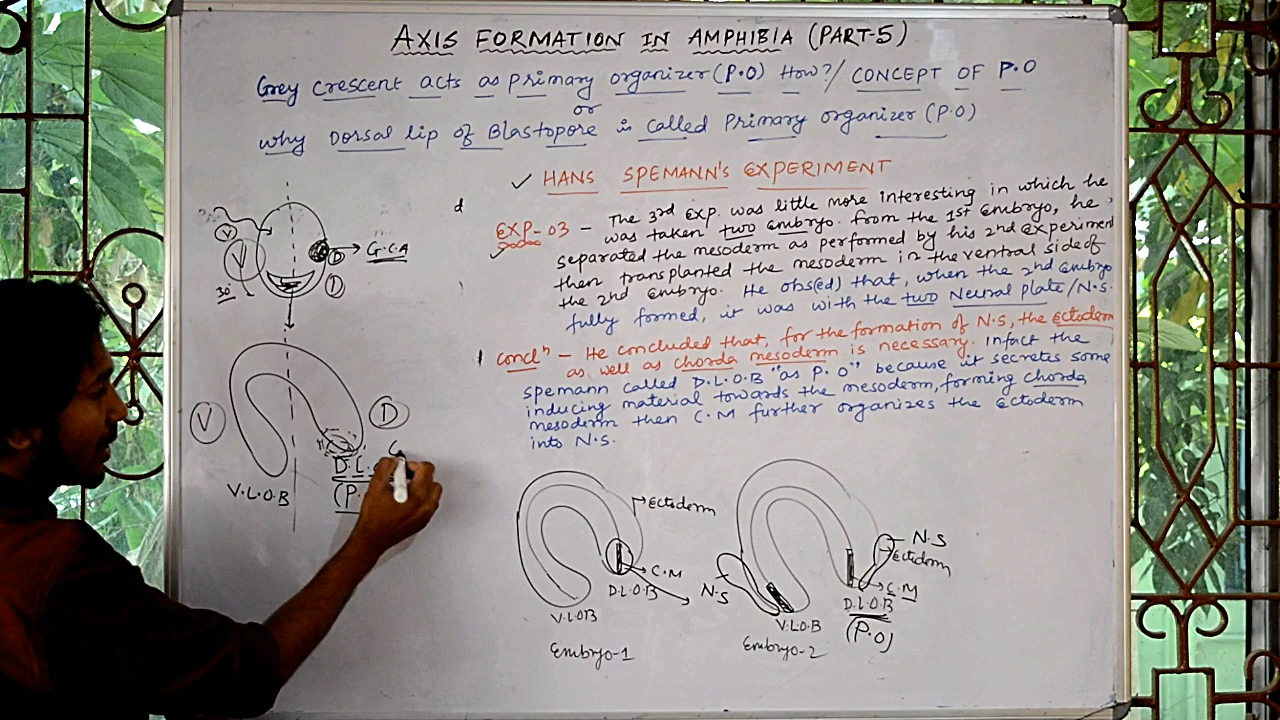 AXIS FORMATION IN AMPHIBIA (PART-5)
Grey crescent acts as primary organizer (P.O) How?/ CONCEPT OF P.O
or
why Dorsal lip of Blastopore is called Primary organizer (P.O)
✓ HANS SPEMANN'S EXPERIMENT
d
EXP-03 – The 3rd Exp. was little more interesting in which he
was taken two embryo. From the 1st Embryo, he
separated the mesoderm as performed by his 2nd experiment
then transplanted the mesoderm in the ventral side of
the 2nd Embryo. He obs(ed) that, when the 2nd Embryo
fully formed, it was with the two Neural plate/N.S.
Concln – He concluded that, for the formation of N.S, the Ectoderm
as well as chorda mesoderm is necessary. Infact the
spemann called D.L.O.B "as P.O" because it secretes some
inducing material towards the mesoderm, forming chorda
mesoderm then C.M further organizes the Ectoderm
into N.S.
V
V
30°
D
D
G.C.A
V
D
V.L.O.B
D.L.
(P.
Ectoderm
C.M
D.L.O.B
V.LOB
Embryo-1
N.S
N.S
Ectoderm
C.M
D.L.O.B
(P.O)
V.L.O.B
Embryo-2